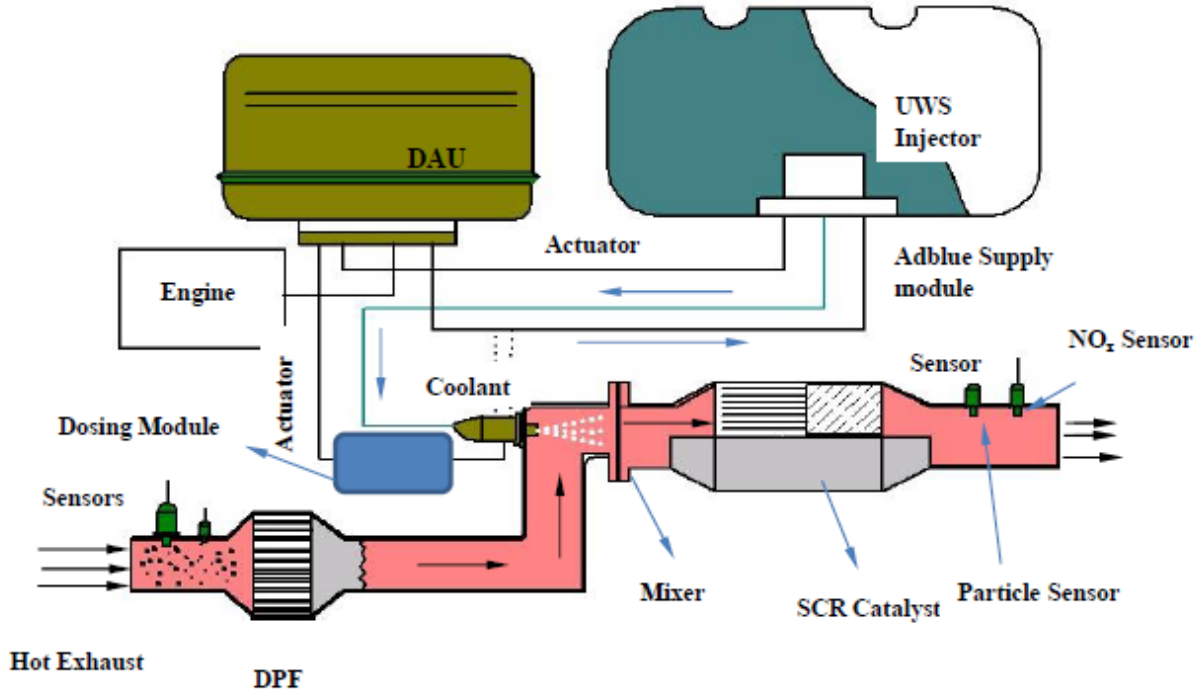 UWS
Injector
DAU
Actuator
Adblue Supply
module
Engine
NOx Sensor
Sensor
Coolant
Actuator
Dosing Module
Sensors
Mixer
SCR Catalyst
Particle Sensor
Hot Exhaust
DPF